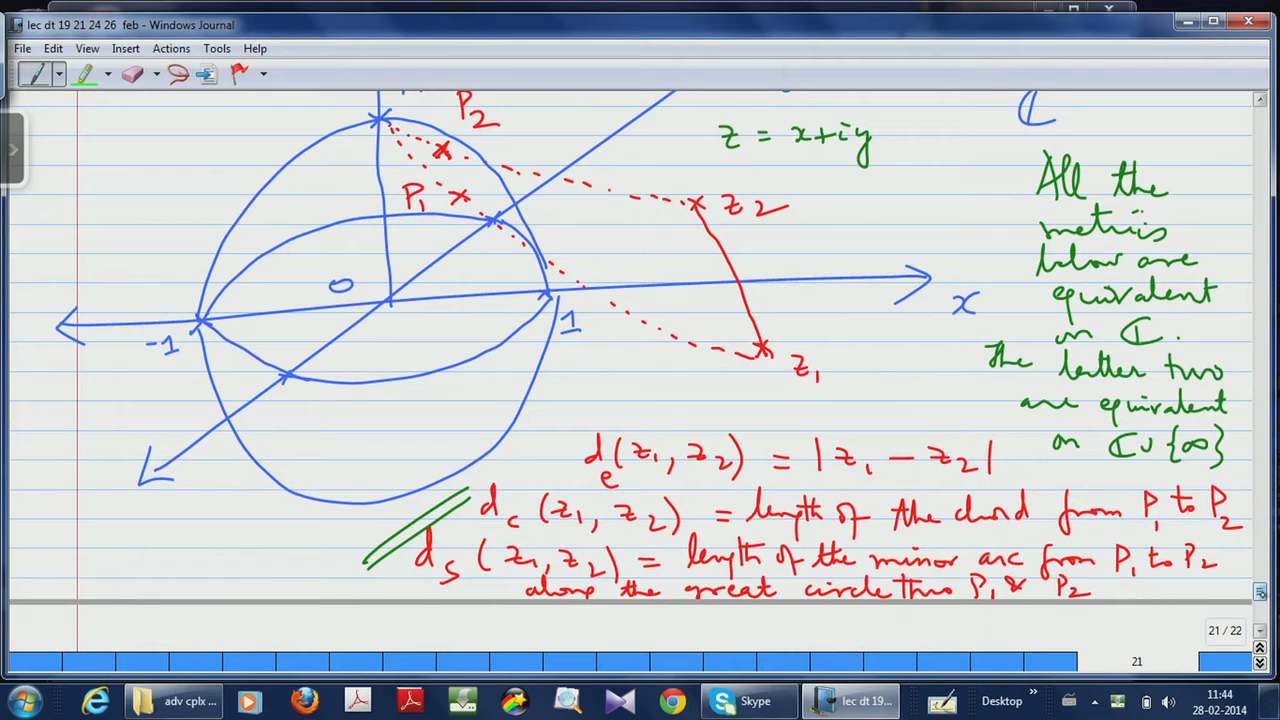 lec dt 19 21 24 26 feb - Windows Journal
File Edit View Insert Actions Tools Help
P2
z = x+iy
ℂ
All the
metrics
below are
equivalent
on ℂ.
the latter two
are equivalent
on ℂ∪{∞}
P1
z2
0
x
-1
1
z1
de(z1, z2) = |z1 − z2|
dc(z1, z2) = length of the chord from P1 to P2
ds(z1, z2) = length of the minor arc from P1 to P2
along the great circle thro P1 & P2
21 / 22
21
adv cplx ...
Skype
lec dt 19...
Desktop
11:44
28-02-2014